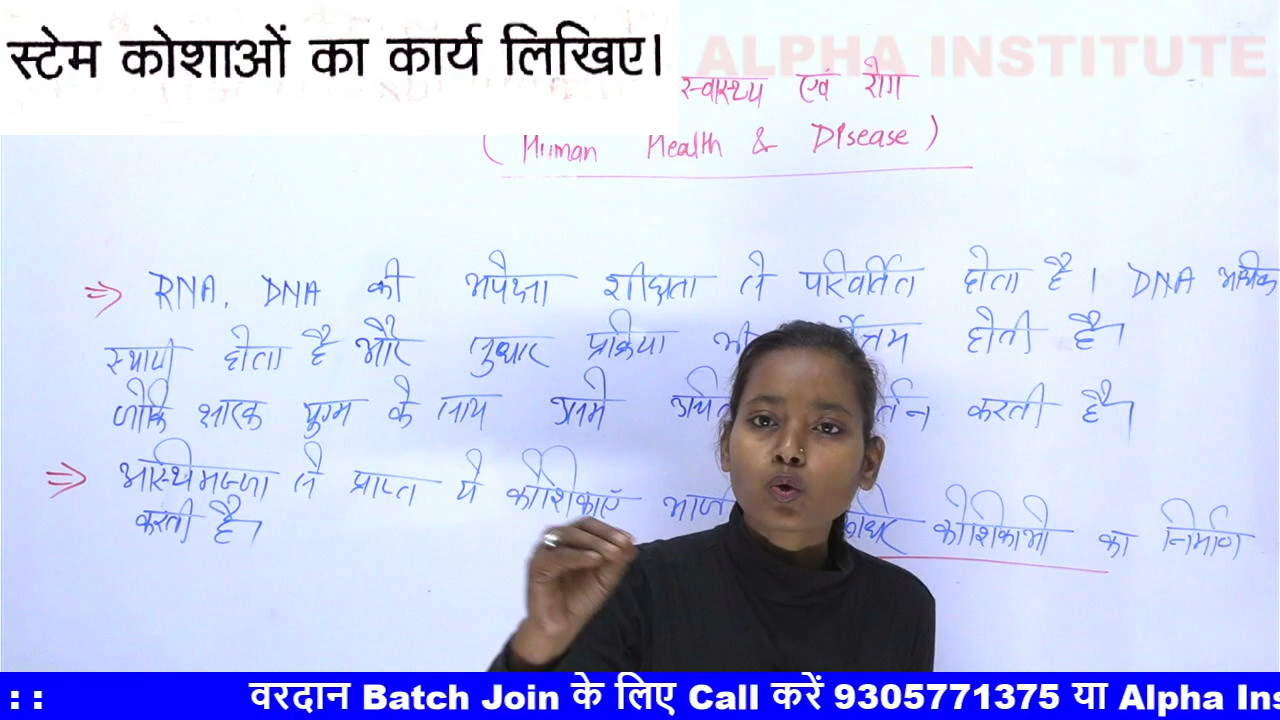 स्टेम कोशाओं का कार्य लिखिए।
ALPHA INSTITUTE
स्वास्थ्य एवं रोग
( Human Health & Disease )
⇒ RNA, DNA की अपेक्षा शीघ्रता से परिवर्तित होता है। DNA अधिक
स्थायी होता है और सुधार प्रक्रिया होती है।
क्षारक युग्म के साथ करती है।
⇒ अस्थिमज्जा से प्राप्त ये कोशिकाएँ कोशिकाओ का निर्माण
करती है।
: : वरदान Batch Join के लिए Call करें 9305771375 या Alpha Ins